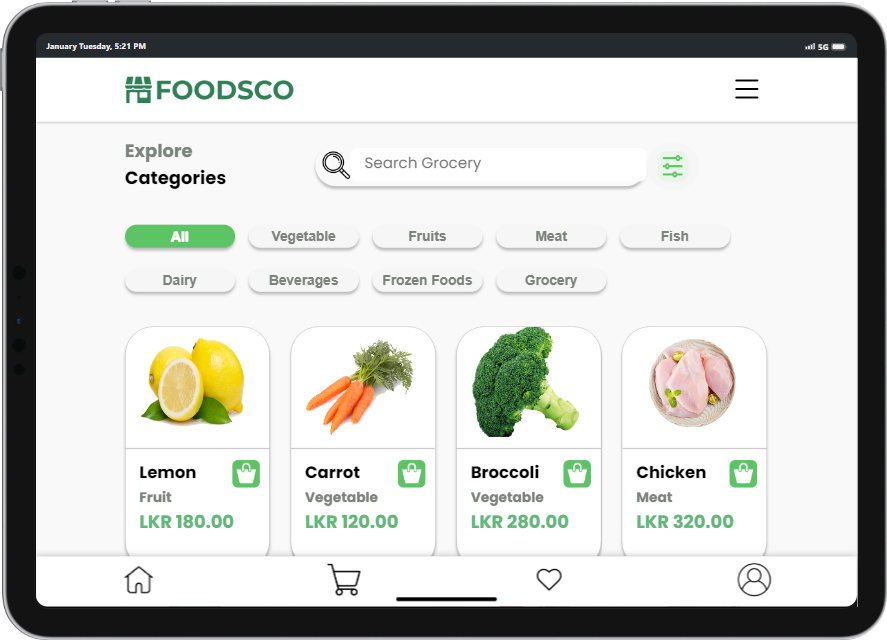 January Tuesday, 5:21 PM
5G
FOODSCO
Explore
Categories
Search Grocery
All
Vegetable
Fruits
Meat
Fish
Dairy
Beverages
Frozen Foods
Grocery
Lemon
Fruit
LKR 180.00
Carrot
Vegetable
LKR 120.00
Broccoli
Vegetable
LKR 280.00
Chicken
Meat
LKR 320.00